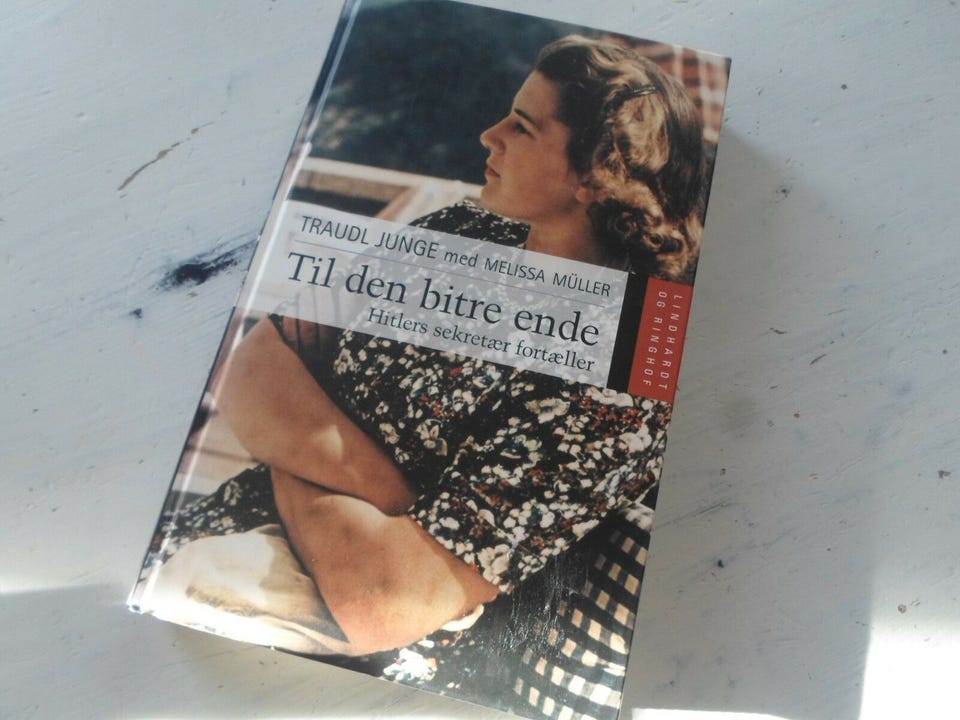 TRAUDL JUNGE med MELISSA MÜLLER
Til den bitre ende
Hitlers sekretær fortæller
LINDHARDT
OG RINGHOF